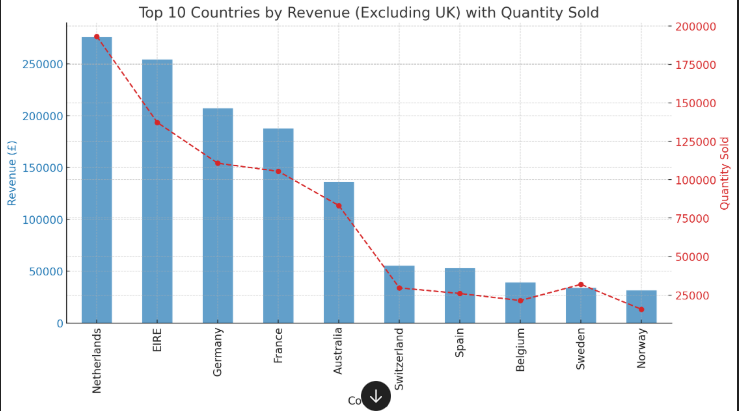 Top 10 Countries by Revenue (Excluding UK) with Quantity Sold
Revenue (£)
250000
200000
150000
100000
50000
0
200000
175000
150000
125000
100000
75000
50000
25000
Quantity Sold
Netherlands
EIRE
Germany
France
Australia
Switzerland
Spain
Belgium
Sweden
Norway